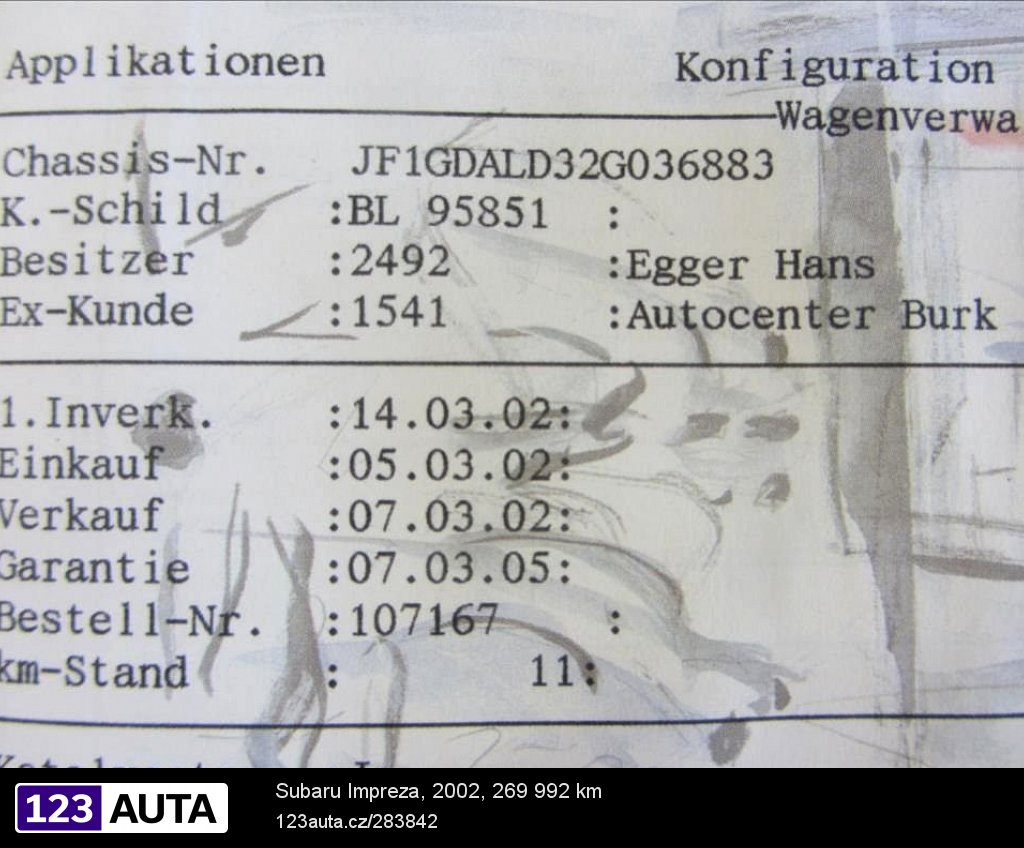 Applikationen Konfiguration
Wagenverwa
Chassis-Nr. JF1GDALD32G036883
K.-Schild :BL 95851 :
Besitzer :2492 :Egger Hans
Ex-Kunde :1541 :Autocenter Burk
1.Inverk. :14.03.02:
Einkauf :05.03.02:
Verkauf :07.03.02:
Garantie :07.03.05:
Bestell-Nr. :107167 :
km-Stand : 11:
123 AUTA
Subaru Impreza, 2002, 269 992 km
123auta.cz/283842